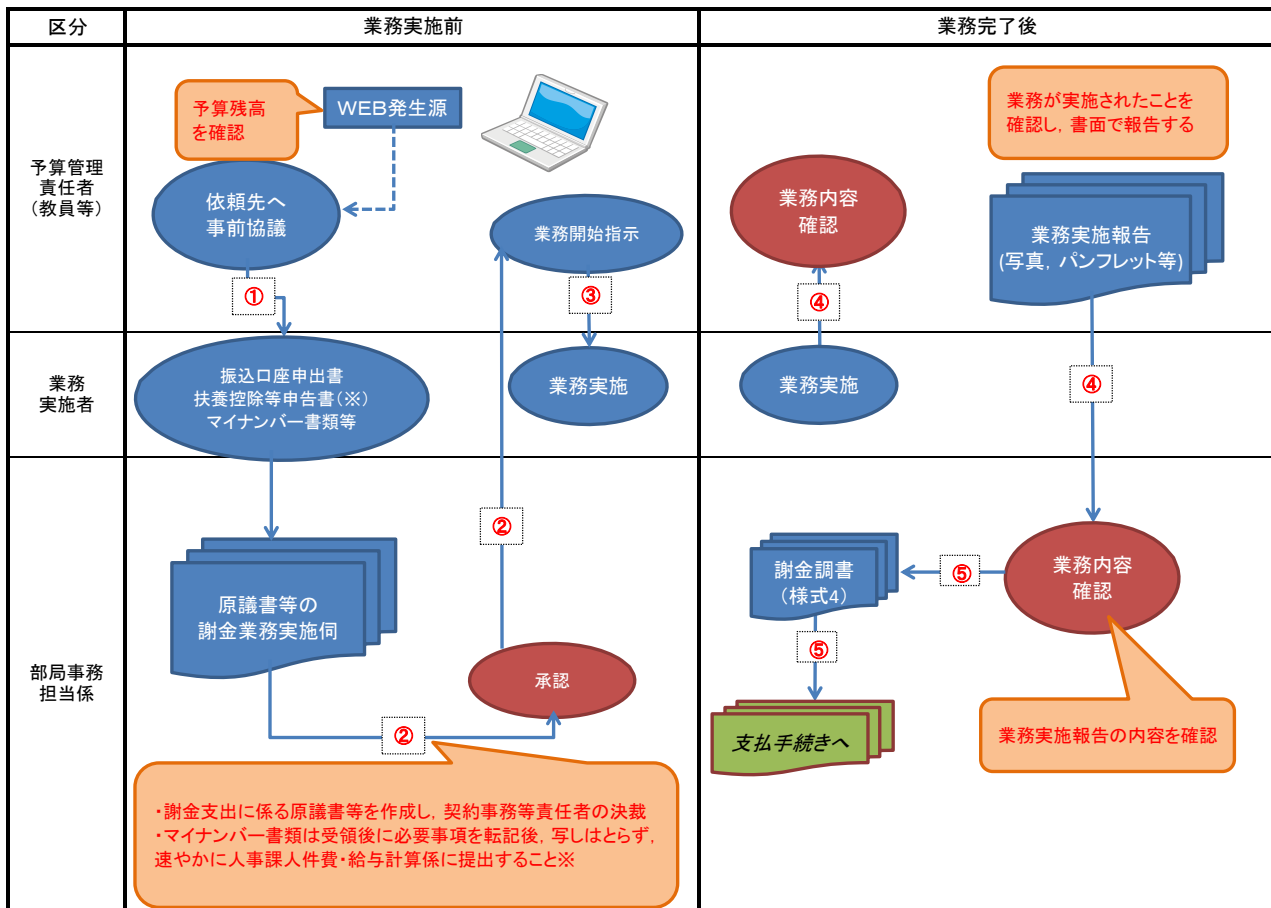 区分
業務実施前
業務完了後
予算管理
責任者
（教員等）
予算残高
を確認
ＷＥＢ発生源
依頼先へ
事前協議
①
業務開始指示
③
業務内容
確認
④
業務が実施されたことを
確認し，書面で報告する
業務実施報告
(写真，パンフレット等)
業務
実施者
振込口座申出書
扶養控除等申告書(※)
マイナンバー書類等
業務実施
業務実施
④
部局事務
担当係
原議書等の
謝金業務実施伺
②
承認
②
・謝金支出に係る原議書等を作成し，契約事務等責任者の決裁
・マイナンバー書類は受領後に必要事項を転記後，写しはとらず，
速やかに人事課人件費・給与計算係に提出すること※
謝金調書
（様式4）
⑤
業務内容
確認
⑤
支払手続きへ
業務実施報告の内容を確認